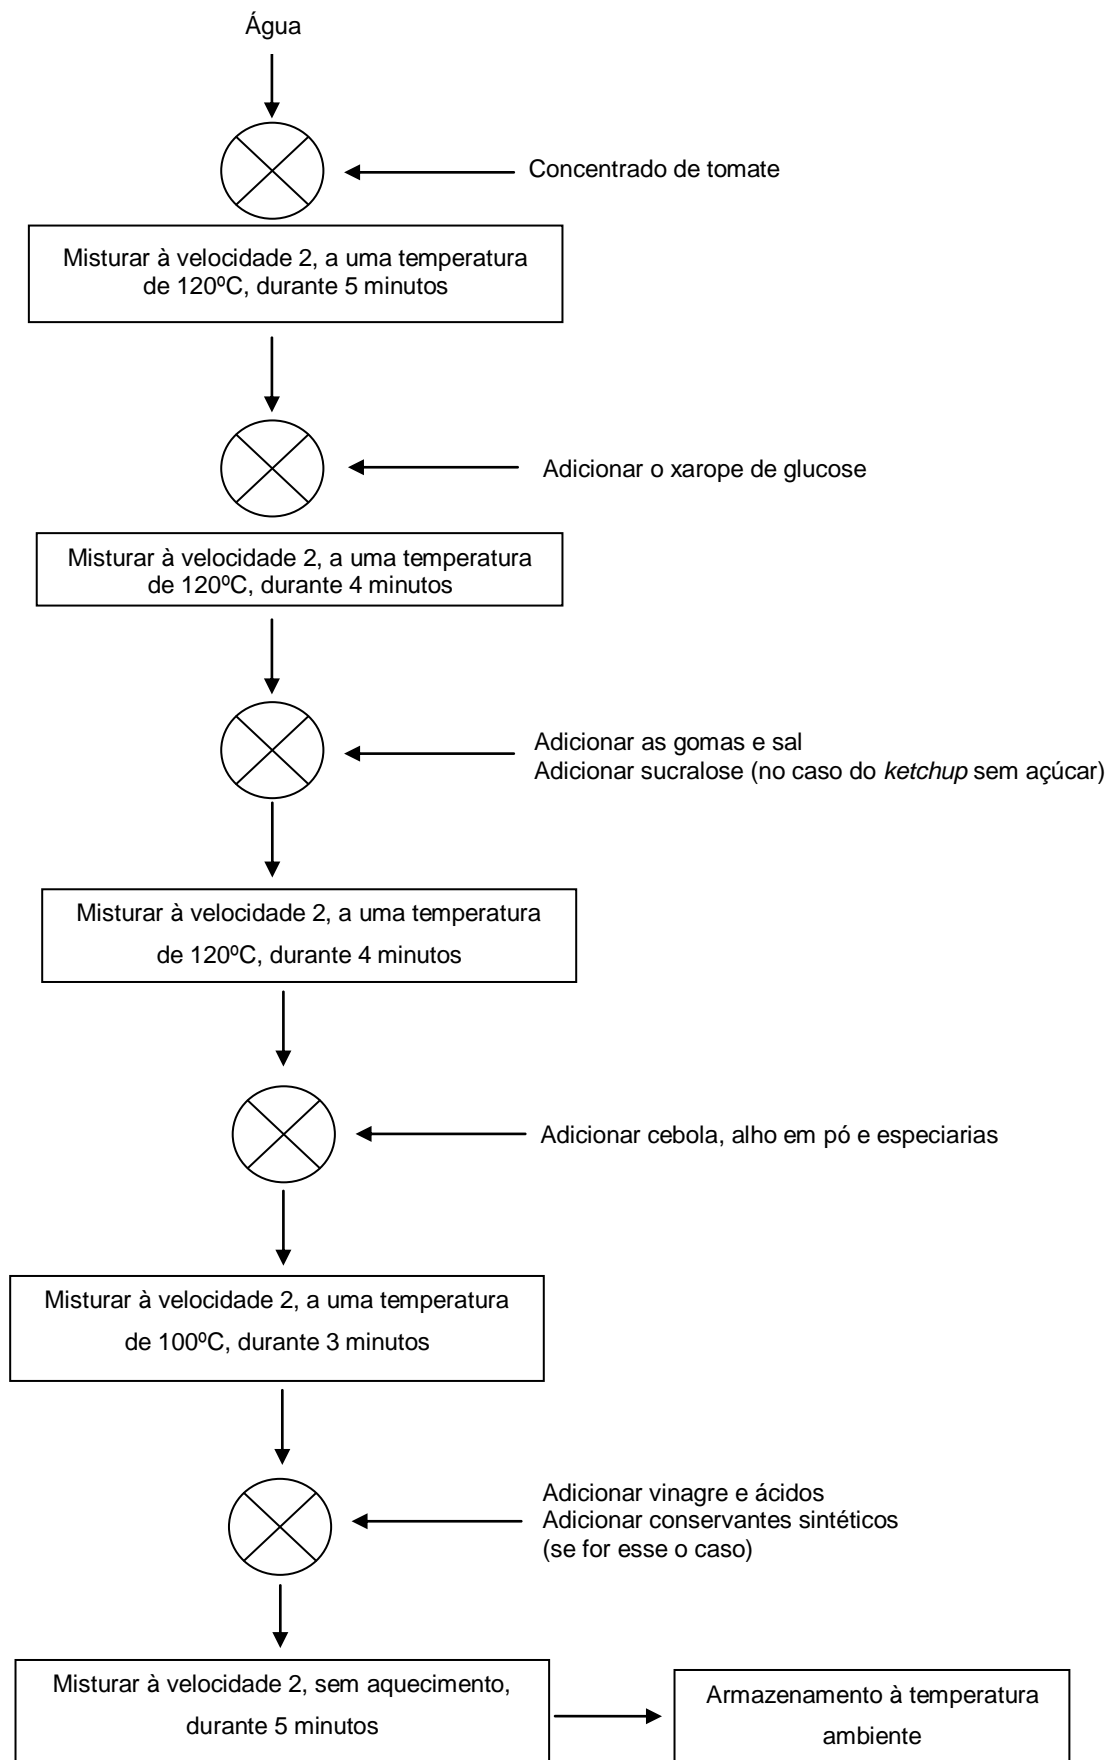 Água
Concentrado de tomate
Misturar à velocidade 2, a uma temperatura
de 120ºC, durante 5 minutos
Adicionar o xarope de glucose
Misturar à velocidade 2, a uma temperatura
de 120ºC, durante 4 minutos
Adicionar as gomas e sal
Adicionar sucralose (no caso do ketchup sem açúcar)
Misturar à velocidade 2, a uma temperatura
de 120ºC, durante 4 minutos
Adicionar cebola, alho em pó e especiarias
Misturar à velocidade 2, a uma temperatura
de 100ºC, durante 3 minutos
Adicionar vinagre e ácidos
Adicionar conservantes sintéticos
(se for esse o caso)
Misturar à velocidade 2, sem aquecimento,
durante 5 minutos
Armazenamento à temperatura
ambiente